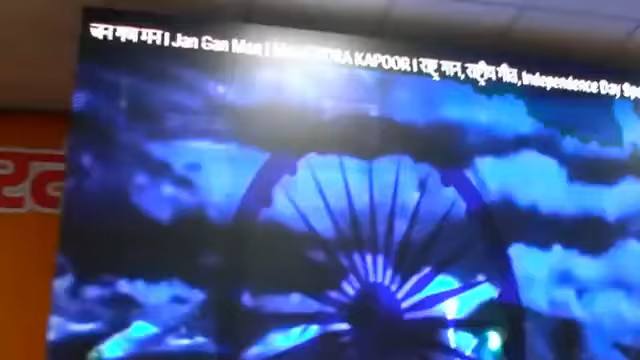 जन गण मन I Jan Gan Man I KAPOOR I राष्ट्र गान, राष्ट्रीय गीत, Independence Day